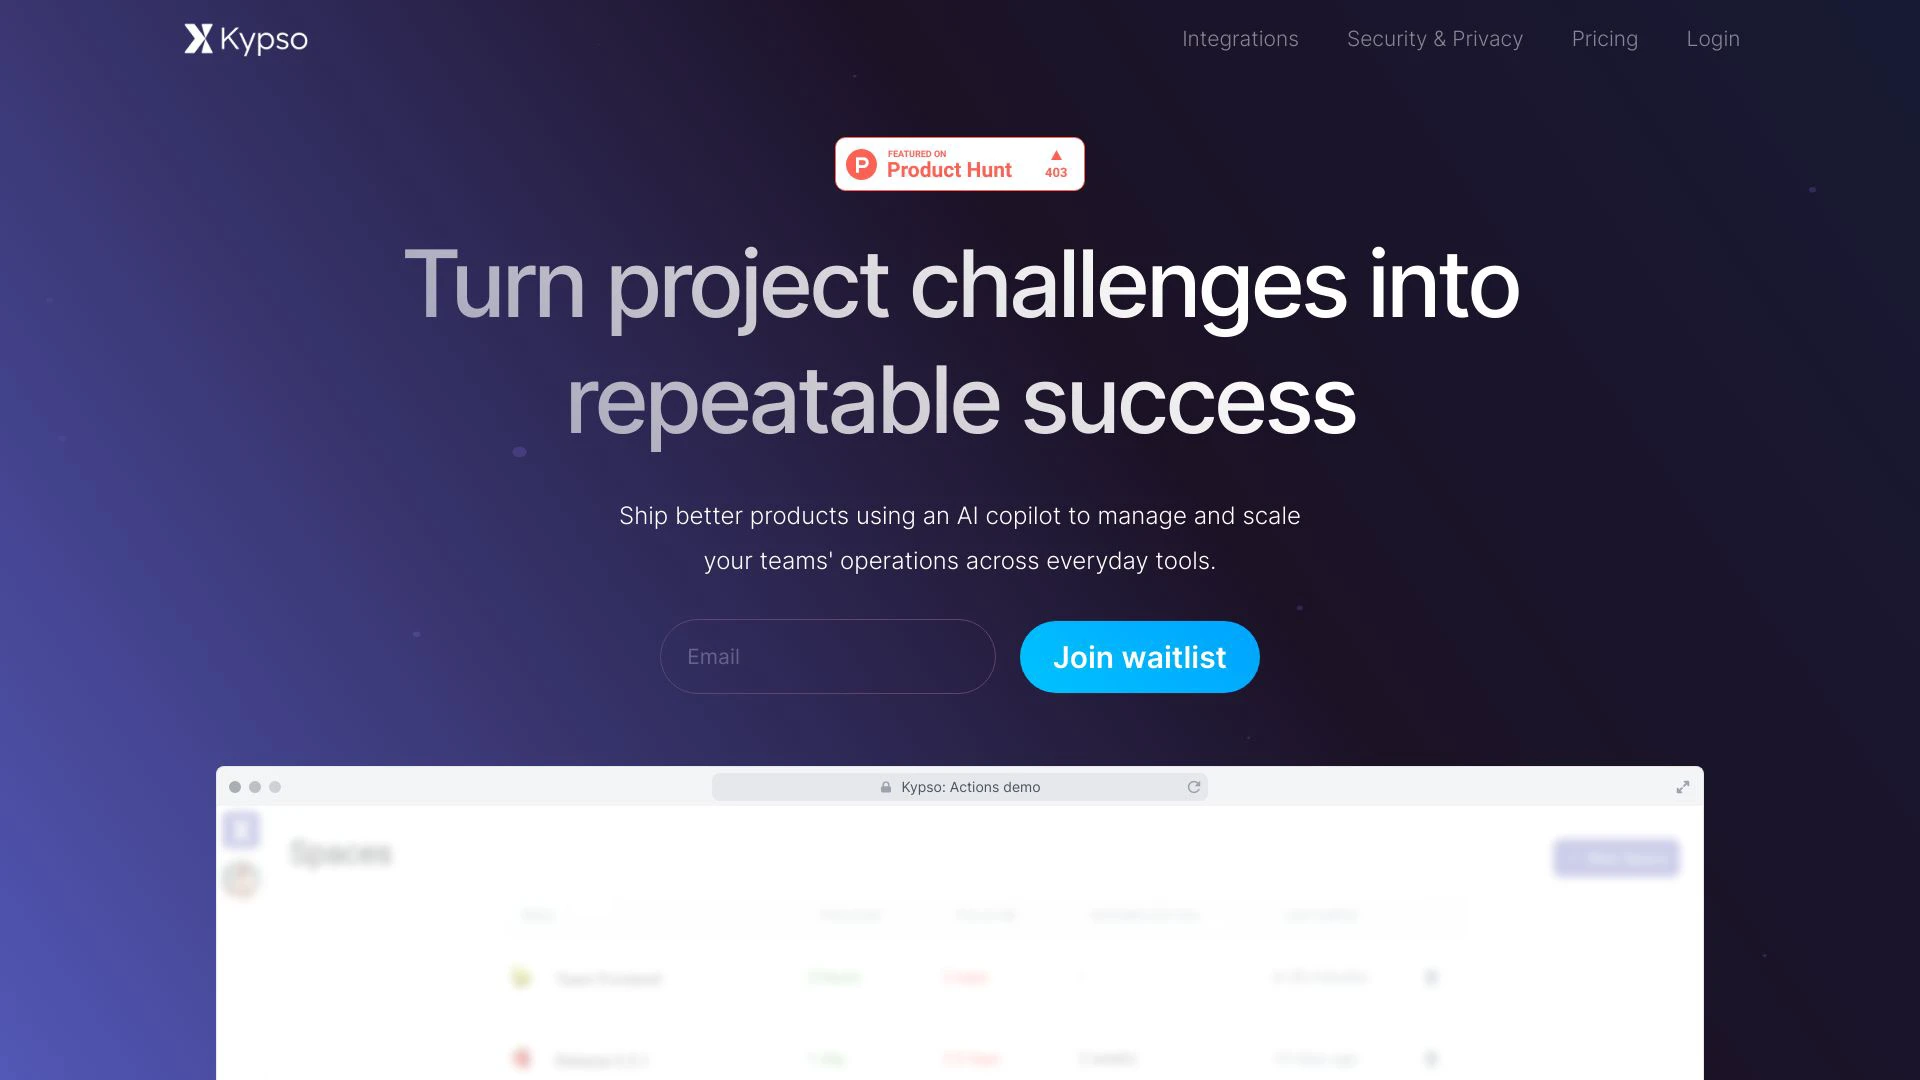 Kypso
Integrations
Security & Privacy
Pricing
Login
FEATURED ON
Product Hunt
403
Turn project challenges into
repeatable success
Ship better products using an AI copilot to manage and scale
your teams' operations across everyday tools.
Email
Join waitlist
Kypso: Actions demo
Spaces